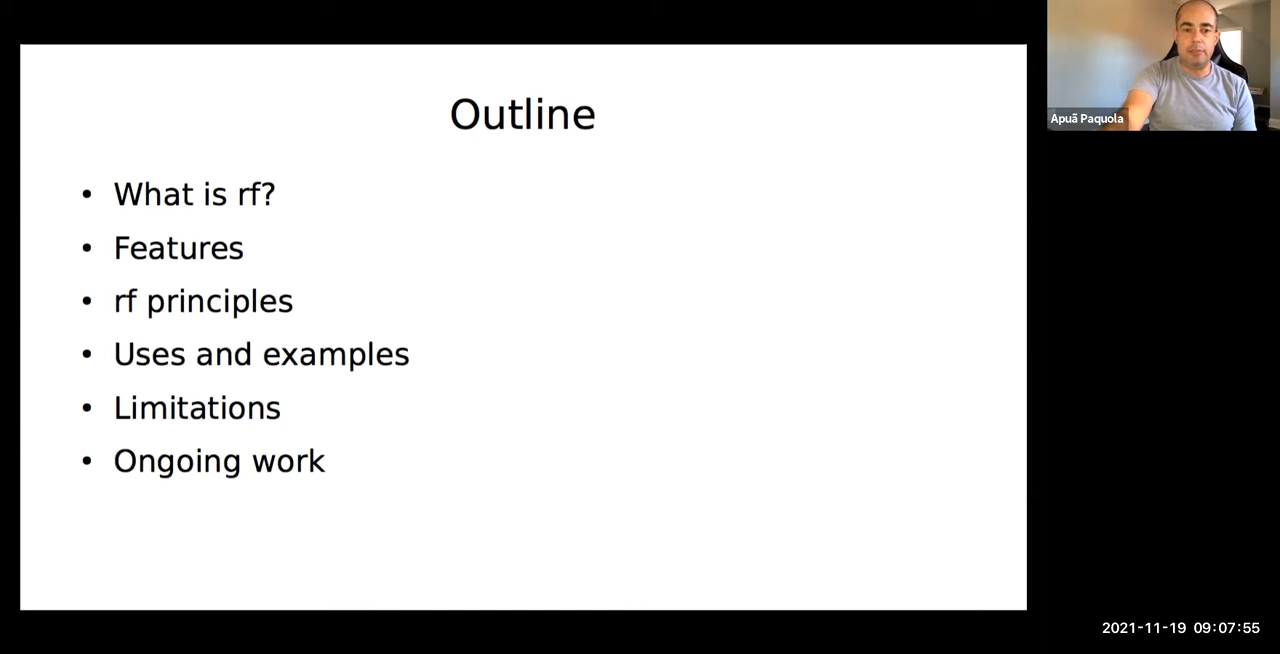 Outline
• What is rf?
• Features
• rf principles
• Uses and examples
• Limitations
• Ongoing work
Apuã Paquola
2021-11-19 09:07:55